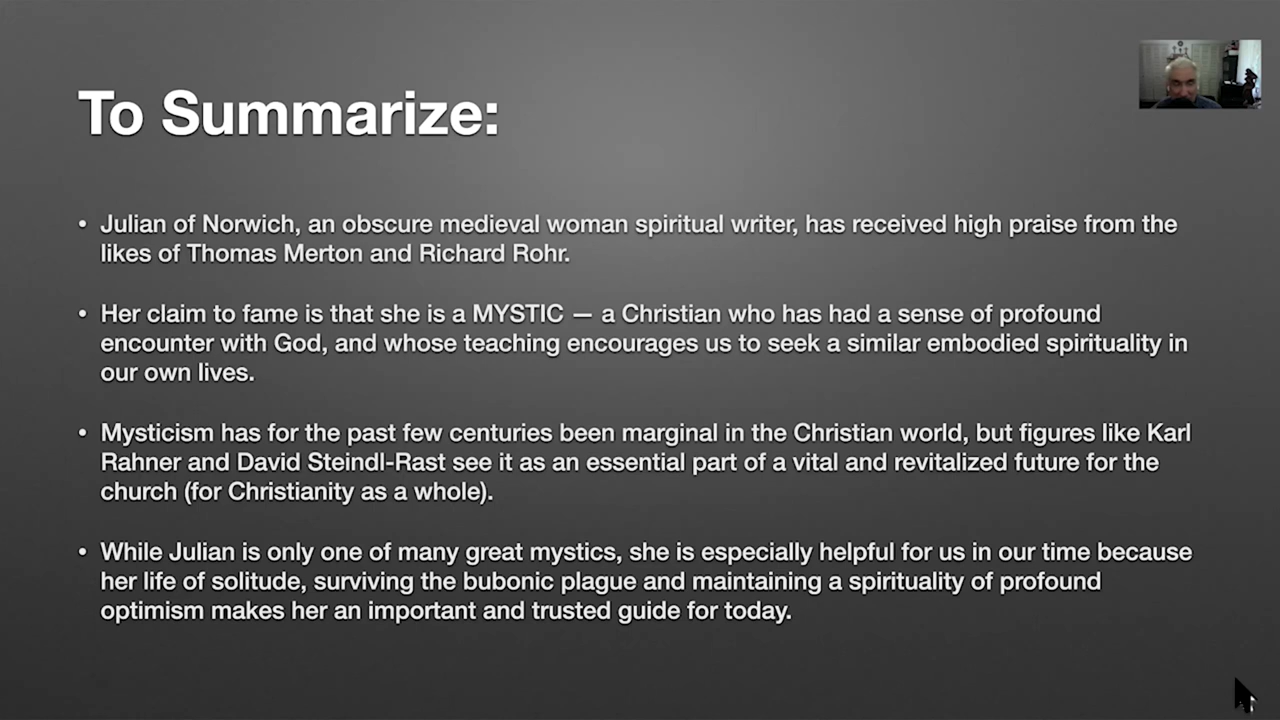 To Summarize:
• Julian of Norwich, an obscure medieval woman spiritual writer, has received high praise from the
likes of Thomas Merton and Richard Rohr.
• Her claim to fame is that she is a MYSTIC — a Christian who has had a sense of profound
encounter with God, and whose teaching encourages us to seek a similar embodied spirituality in
our own lives.
• Mysticism has for the past few centuries been marginal in the Christian world, but figures like Karl
Rahner and David Steindl-Rast see it as an essential part of a vital and revitalized future for the
church (for Christianity as a whole).
• While Julian is only one of many great mystics, she is especially helpful for us in our time because
her life of solitude, surviving the bubonic plague and maintaining a spirituality of profound
optimism makes her an important and trusted guide for today.